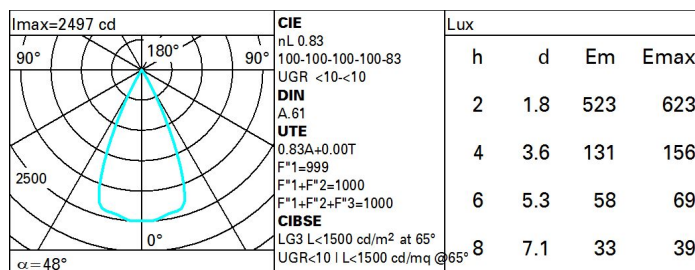 Imax=2497 cd
90°
180°
90°
2500
0°
α=48°
CIE
nL 0.83
100-100-100-100-83
UGR <10-<10
DIN
A.61
UTE
0.83A+0.00T
F"1=999
F"1+F"2=1000
F"1+F"2+F"3=1000
CIBSE
LG3 L<1500 cd/m² at 65°
UGR<10 | L<1500 cd/mq @65°
Lux
h d Em Emax
2 1.8 523 623
4 3.6 131 156
6 5.3 58 69
8 7.1 33 39